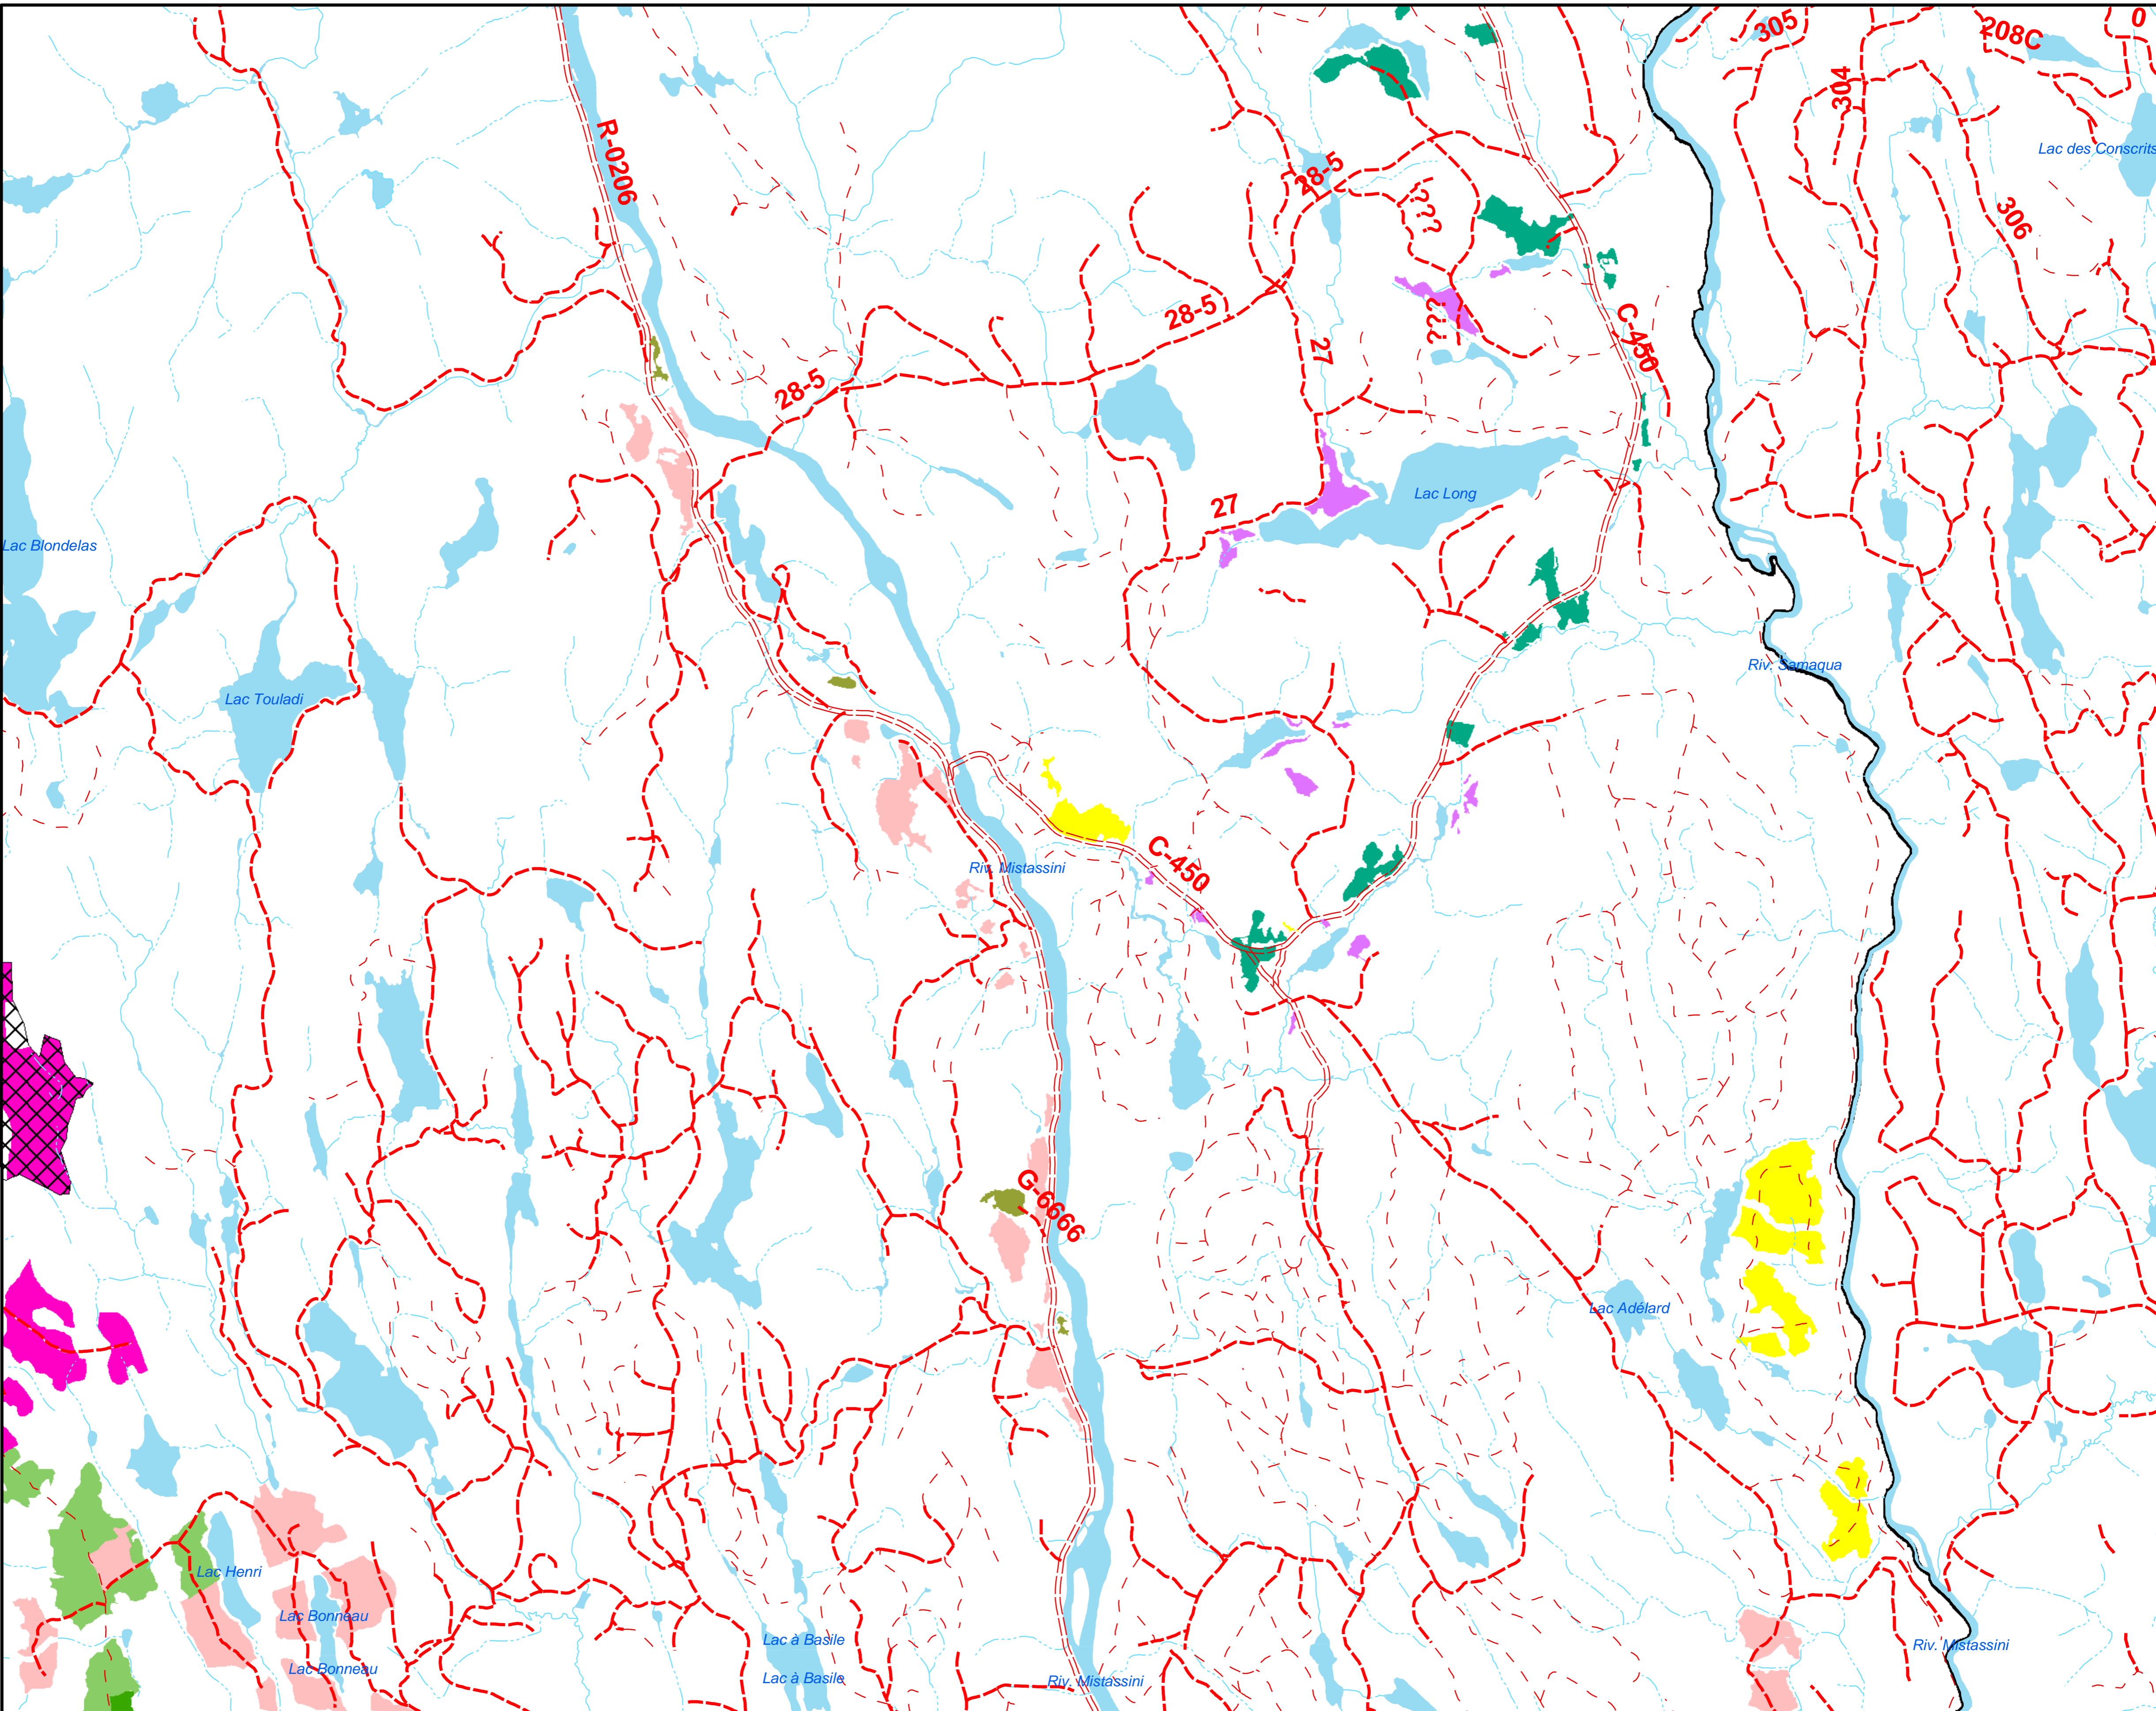 305
208C
0
304
R-0206
Lac des Conscrits
28-5
???
306
28-5
???
C-450
27
28-5
Lac Long
27
Lac Blondelas
Riv. Samaqua
Lac Touladi
C-450
Riv. Mistassini
G-6666
Lac Adélard
Lac Henri
Lac Bonneau
Lac à Basile
Riv. Mistassini
Lac Bonneau
Lac à Basile
Riv. Mistassini